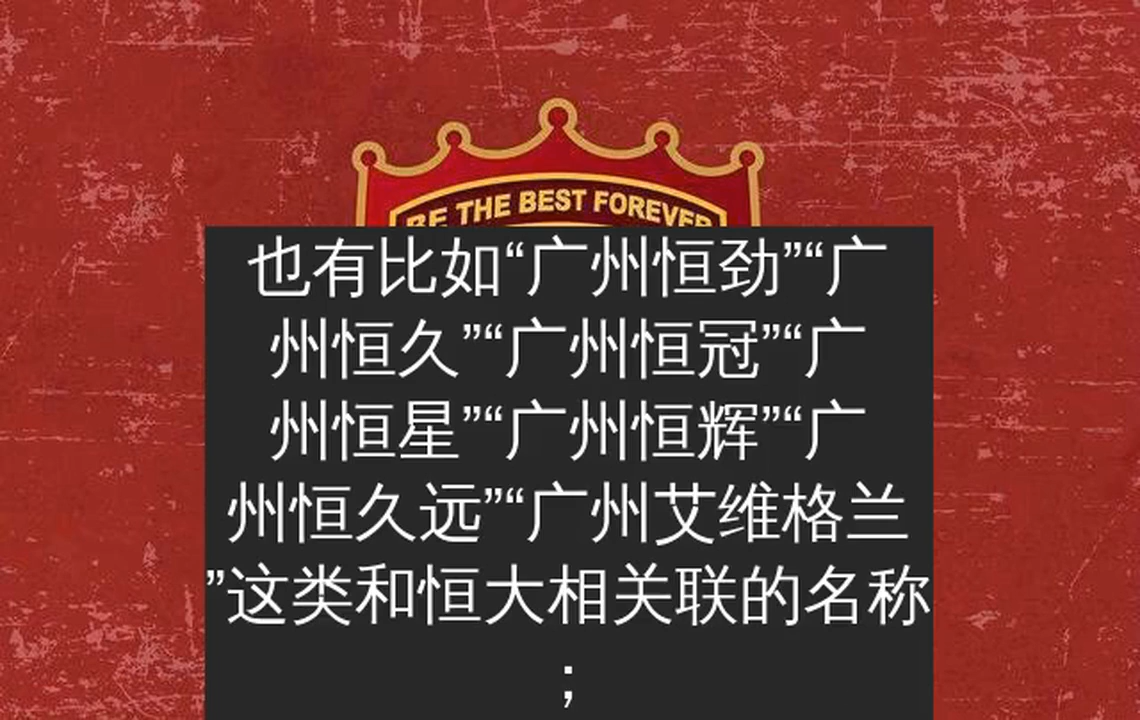 BE THE BEST FOREVER
也有比如“广州恒劲”“广
州恒久”“广州恒冠”“广
州恒星”“广州恒辉”“广
州恒久远”“广州艾维格兰
”这类和恒大相关联的名称
；